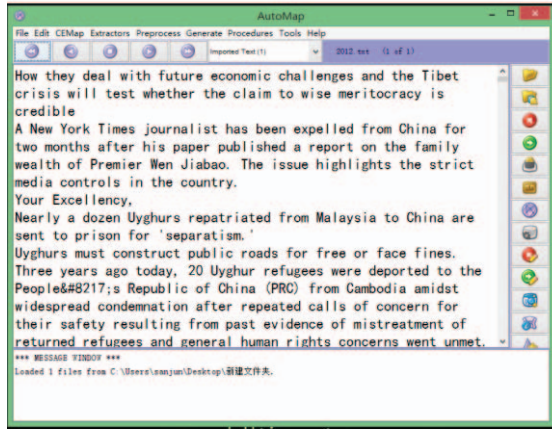 AutoMap
File Edit CEMap Extractors Preprocess Generate Procedures Tools Help
Imported Text (1)
2012.txt (1 of 1)
How they deal with future economic challenges and the Tibet
crisis will test whether the claim to wise meritocracy is
credible
A New York Times journalist has been expelled from China for
two months after his paper published a report on the family
wealth of Premier Wen Jiabao. The issue highlights the strict
media controls in the country.
Your Excellency,
Nearly a dozen Uyghurs repatriated from Malaysia to China are
sent to prison for 'separatism.'
Uyghurs must construct public roads for free or face fines.
Three years ago today, 20 Uyghur refugees were deported to the
People&#8217;s Republic of China (PRC) from Cambodia amidst
widespread condemnation after repeated calls of concern for
their safety resulting from past evidence of mistreatment of
returned refugees and general human rights concerns went unmet.
*** MESSAGE WINDOW ***
Loaded 1 files from C:\Users\sanjun\Desktop\新建文件夹.